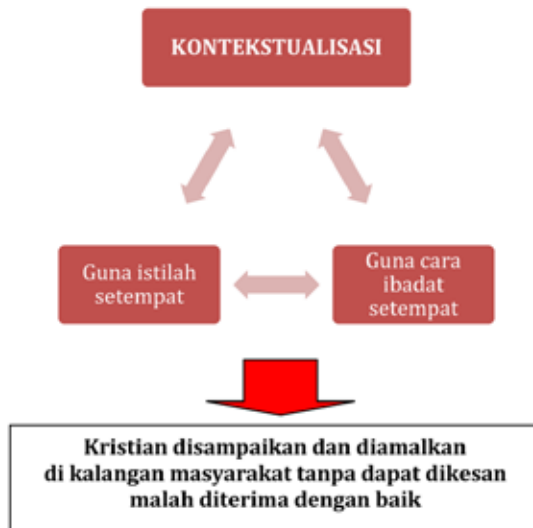 KONTEKSTUALISASI
Guna istilah
setempat
Guna cara
ibadat
setempat
Kristian disampaikan dan diamalkan
di kalangan masyarakat tanpa dapat dikesan
malah diterima dengan baik